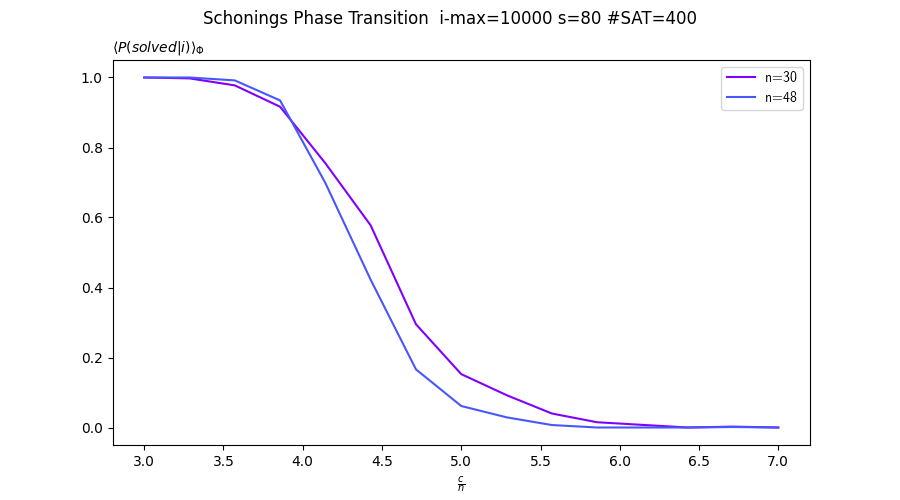 Schonings Phase Transition  i-max=10000 s=80 #SAT=400
⟨P(solved|i)⟩_Φ
n=30
n=48
1.0
0.8
0.6
0.4
0.2
0.0
3.0 3.5 4.0 4.5 5.0 5.5 6.0 6.5 7.0
c/n